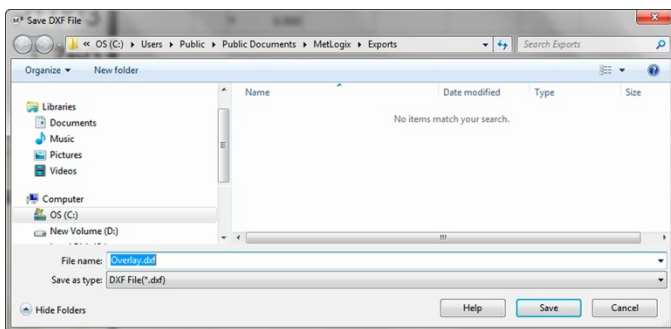 M³ Save DXF File
« OS (C:) ▸ Users ▸ Public ▸ Public Documents ▸ MetLogix ▸ Exports
Search Exports
Organize ▾ New folder
Name Date modified Type Size
No items match your search.
Libraries
Documents
Music
Pictures
Videos
Computer
OS (C:)
New Volume (D:)
File name: Overlay.dxf
Save as type: DXF File(*.dxf)
Hide Folders
Help Save Cancel